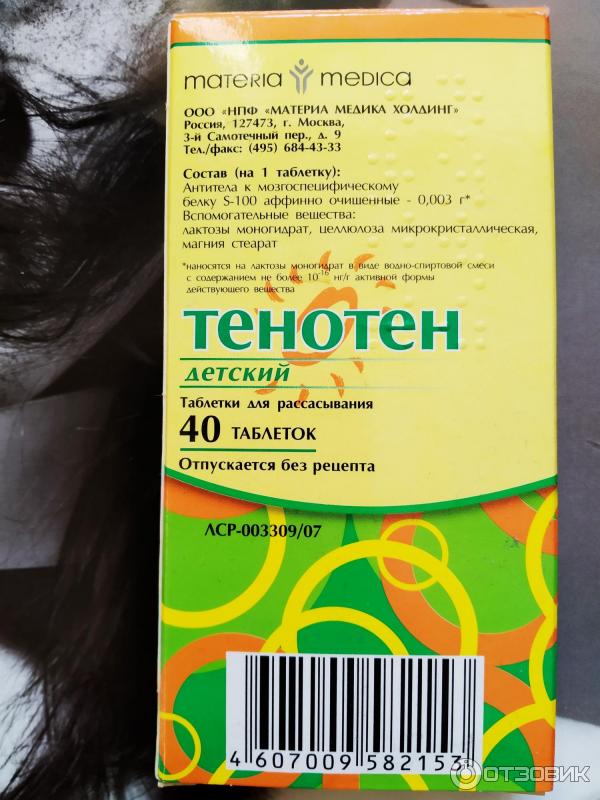 materia medica
ООО «НПФ «МАТЕРИА МЕДИКА ХОЛДИНГ»
Россия, 127473, г. Москва,
3-й Самотечный пер., д. 9
Тел./факс: (495) 684-43-33
Состав (на 1 таблетку):
Антитела к мозгоспецифическому
белку S-100 аффинно очищенные - 0,003 г*
Вспомогательные вещества:
лактозы моногидрат, целлюлоза микрокристаллическая,
магния стеарат
*наносятся на лактозы моногидрат в виде водно-спиртовой смеси
с содержанием не более 10⁻¹⁶ нг/г активной формы
действующего вещества
ТЕНОТЕН
детский
Таблетки для рассасывания
40 ТАБЛЕТОК
Отпускается без рецепта
ЛСР-003309/07
4 607009 582153
ОТЗОВИК